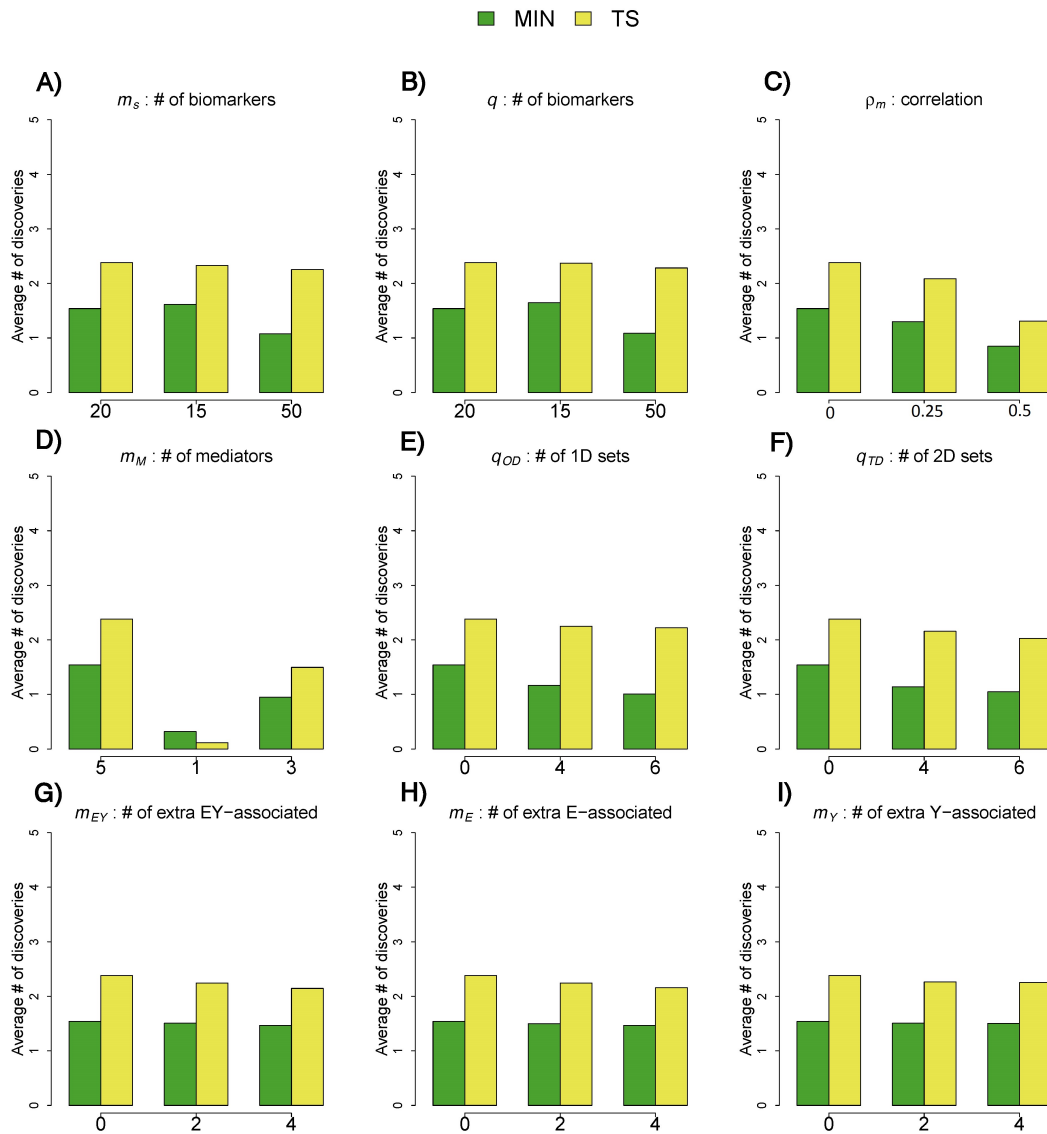 MIN TS
A) B) C)
m_s : # of biomarkers q : # of biomarkers ρ_m : correlation
Average # of discoveries Average # of discoveries Average # of discoveries
0 1 2 3 4 5 0 1 2 3 4 5 0 1 2 3 4 5
20 15 50 20 15 50 0 0.25 0.5
D) E) F)
m_M : # of mediators q_OD : # of 1D sets q_TD : # of 2D sets
Average # of discoveries Average # of discoveries Average # of discoveries
0 1 2 3 4 5 0 1 2 3 4 5 0 1 2 3 4 5
5 1 3 0 4 6 0 4 6
G) H) I)
m_EY : # of extra EY−associated m_E : # of extra E−associated m_Y : # of extra Y−associated
Average # of discoveries Average # of discoveries Average # of discoveries
0 1 2 3 4 5 0 1 2 3 4 5 0 1 2 3 4 5
0 2 4 0 2 4 0 2 4